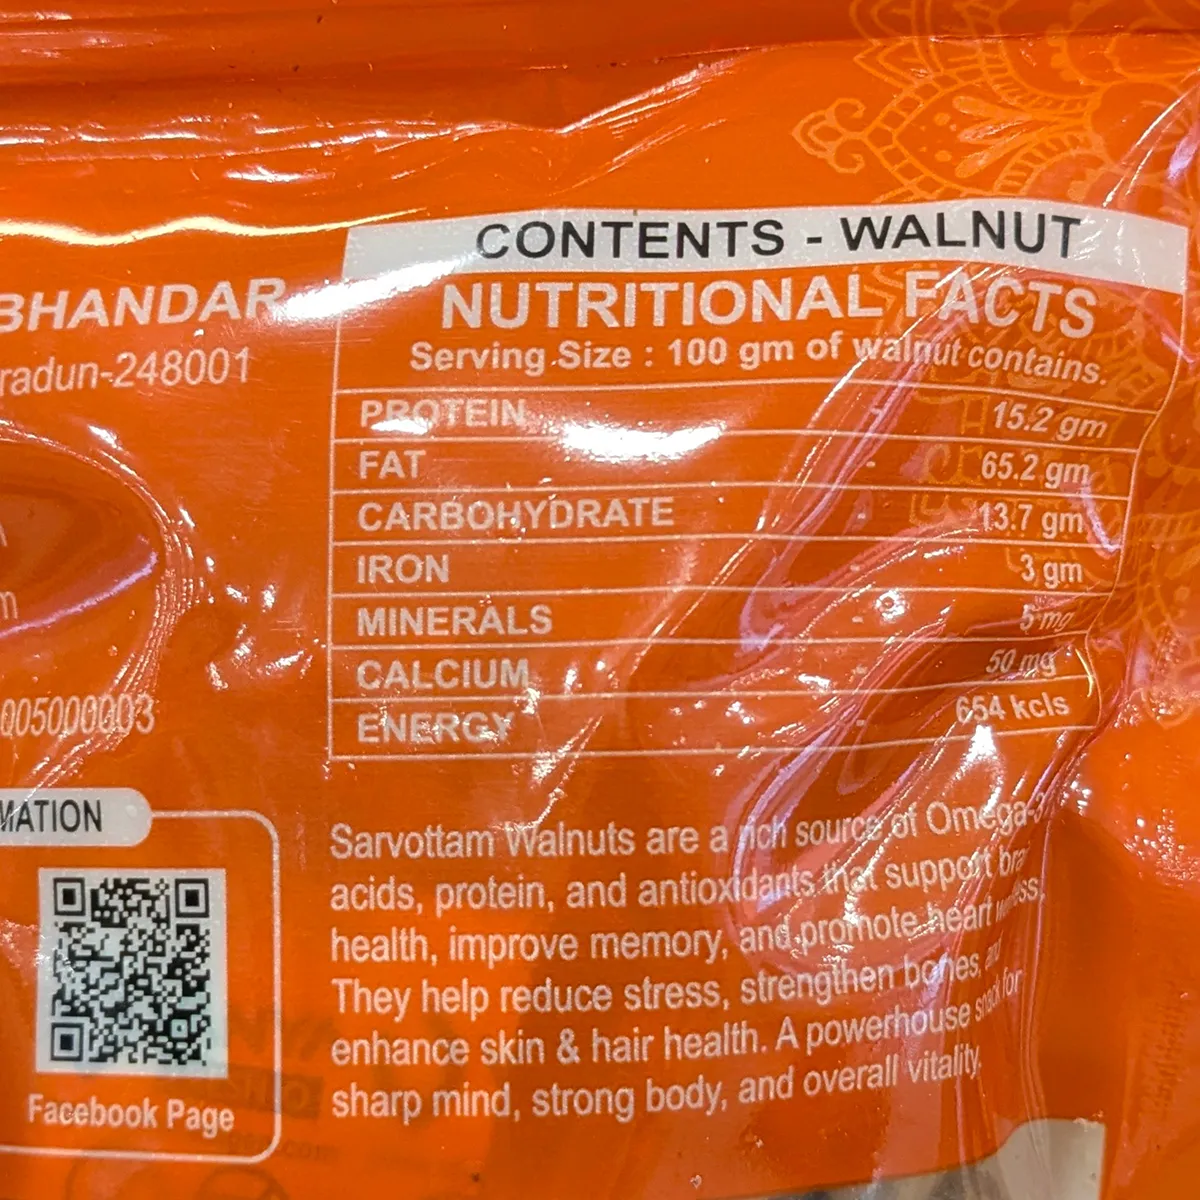 CONTENTS - WALNUT
NUTRITIONAL FACTS
Serving Size : 100 gm of walnut contains.
PROTEIN - 15.2 gm
FAT - 65.2 gm
CARBOHYDRATE - 13.7 gm
IRON - 3 gm
MINERALS - 5 mg
CALCIUM - 50 mg
ENERGY - 654 kcls
Sarvottam Walnuts are a rich source of Omega-3
acids, protein, and antioxidants that support
health, improve memory, and promote heart
They help reduce stress, strengthen bones,
enhance skin & hair health. A powerhouse snack for
sharp mind, strong body, and overall vitality.
BHANDAR
radun-248001
005000003
MATION
Facebook Page